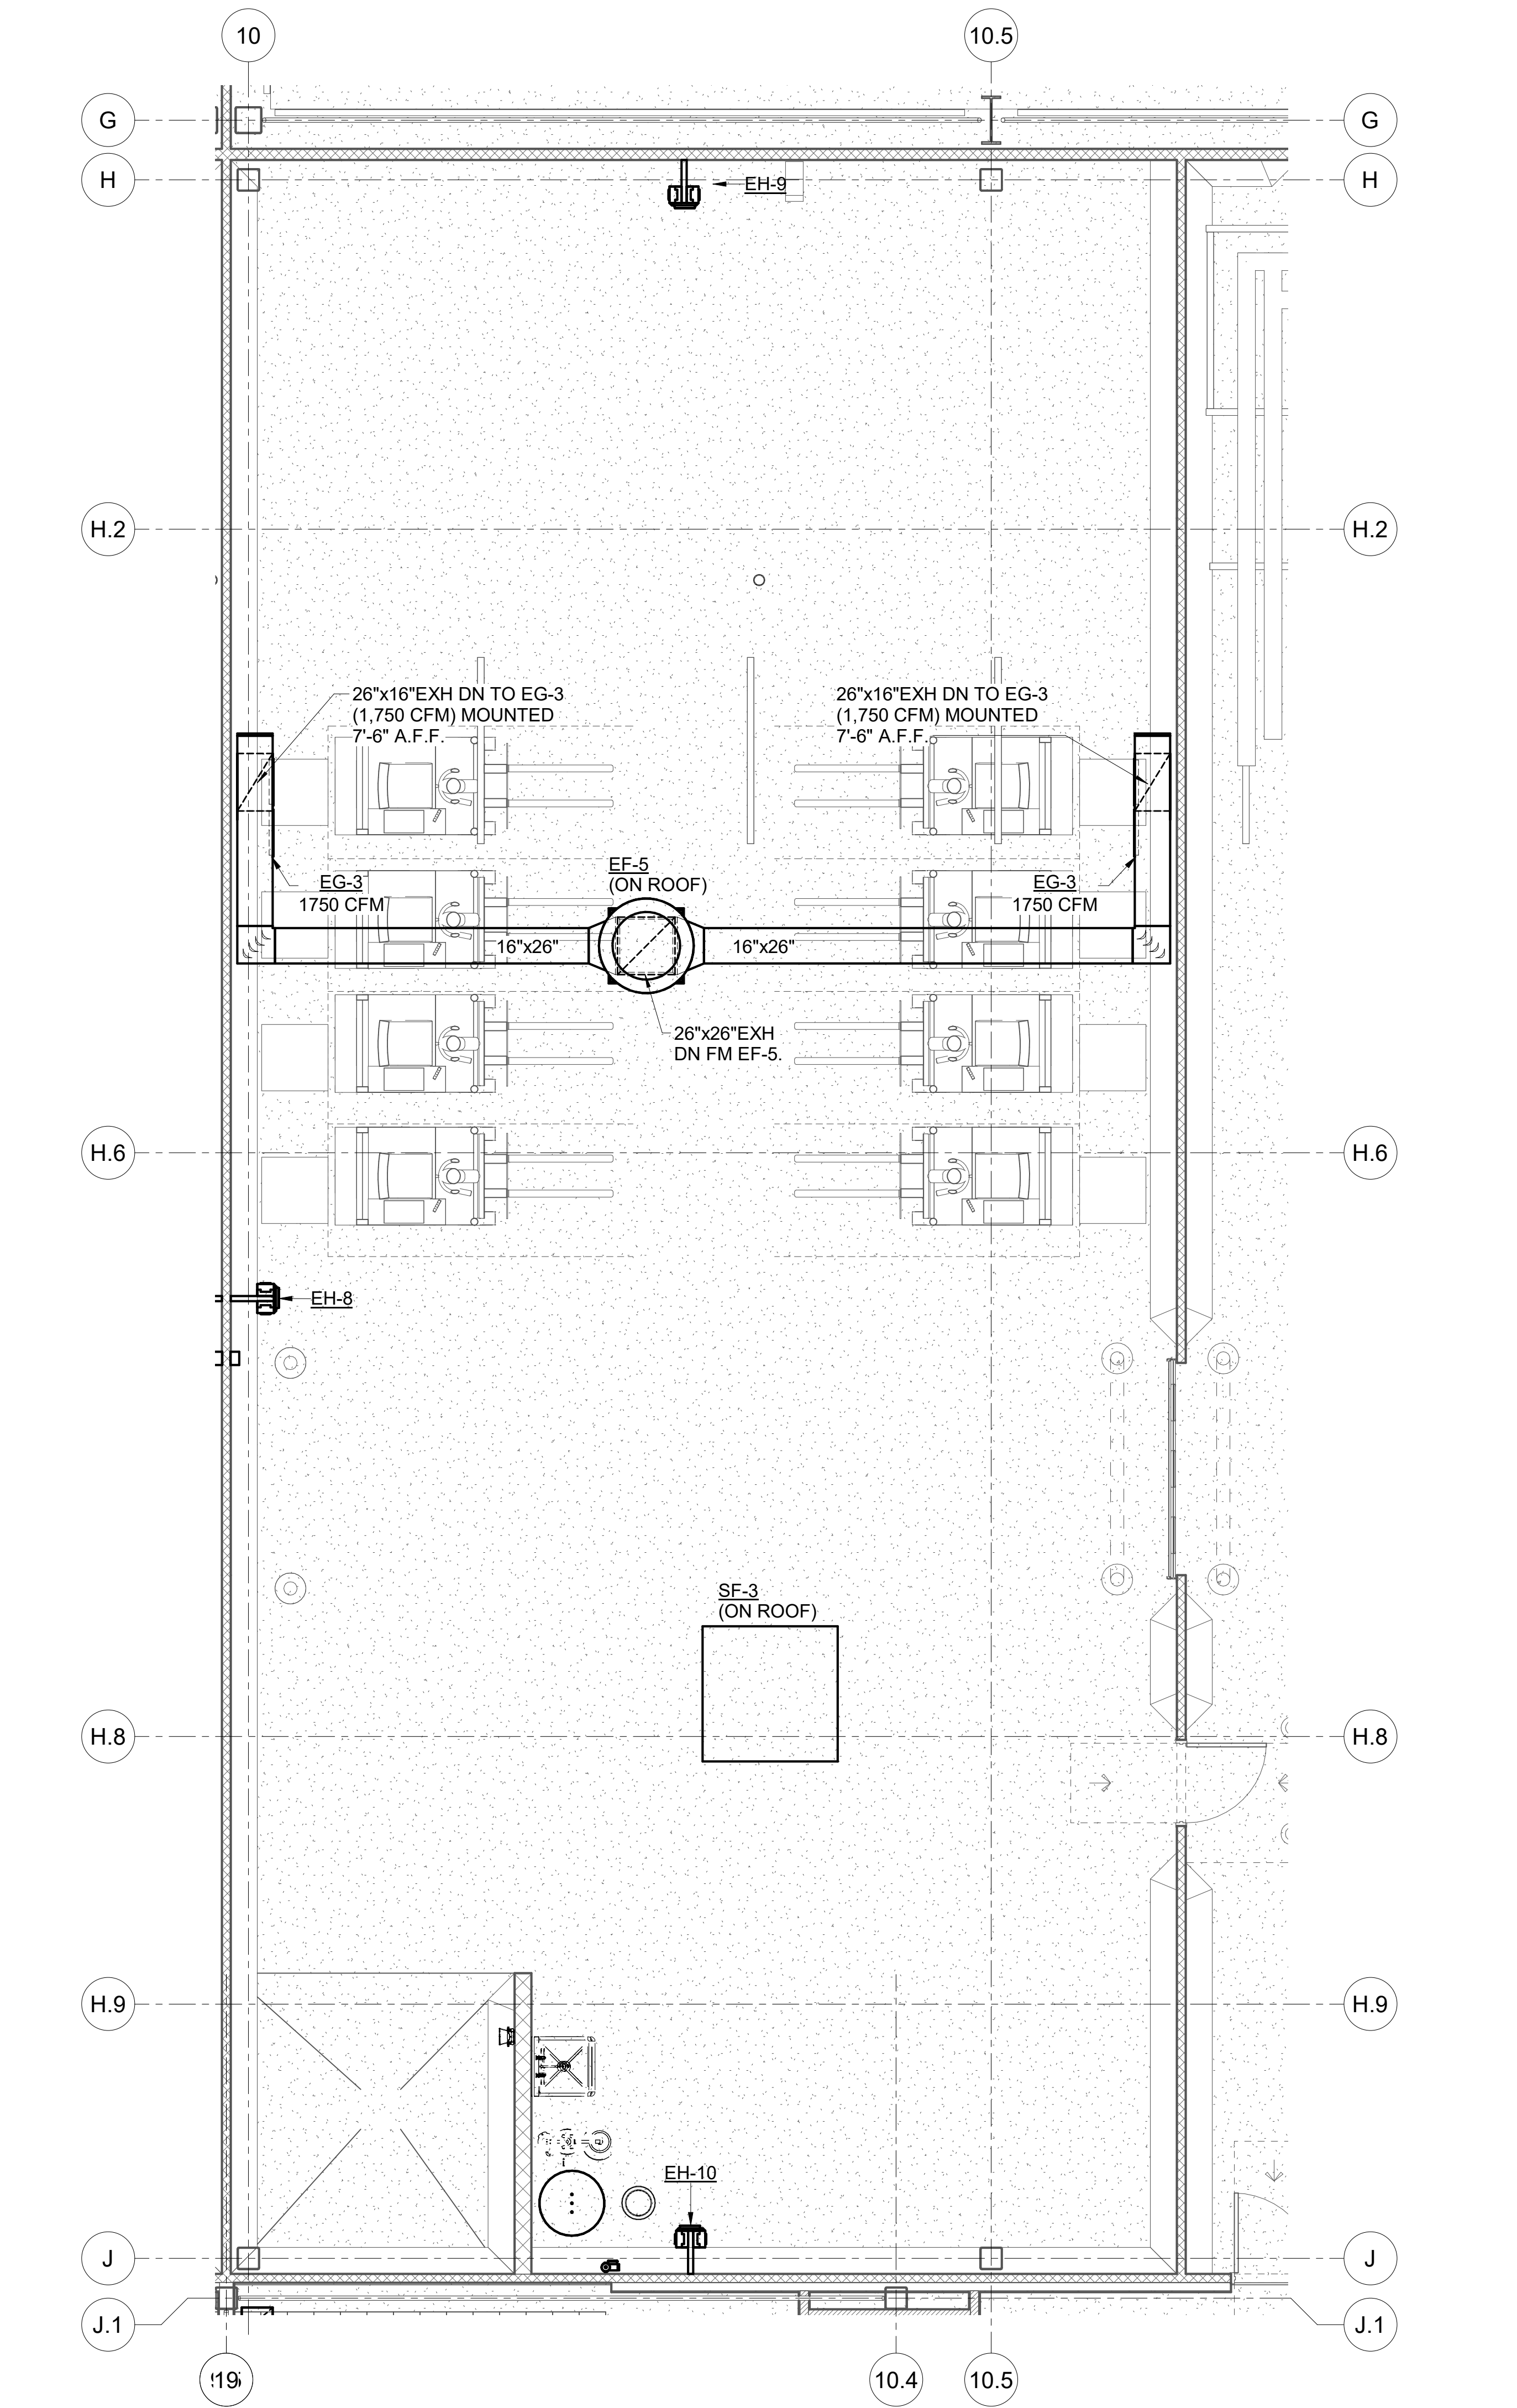 10
10.5
G
G
H
EH-9
H
H.2
H.2
26"x16"EXH DN TO EG-3
(1,750 CFM) MOUNTED
7'-6" A.F.F.
26"x16"EXH DN TO EG-3
(1,750 CFM) MOUNTED
7'-6" A.F.F.
EG-3
1750 CFM
EF-5
(ON ROOF)
EG-3
1750 CFM
16"x26"
16"x26"
26"x26"EXH
DN FM EF-5.
H.6
H.6
EH-8
SF-3
(ON ROOF)
H.8
H.8
H.9
H.9
EH-10
J
J
J.1
J.1
10.4
10.5